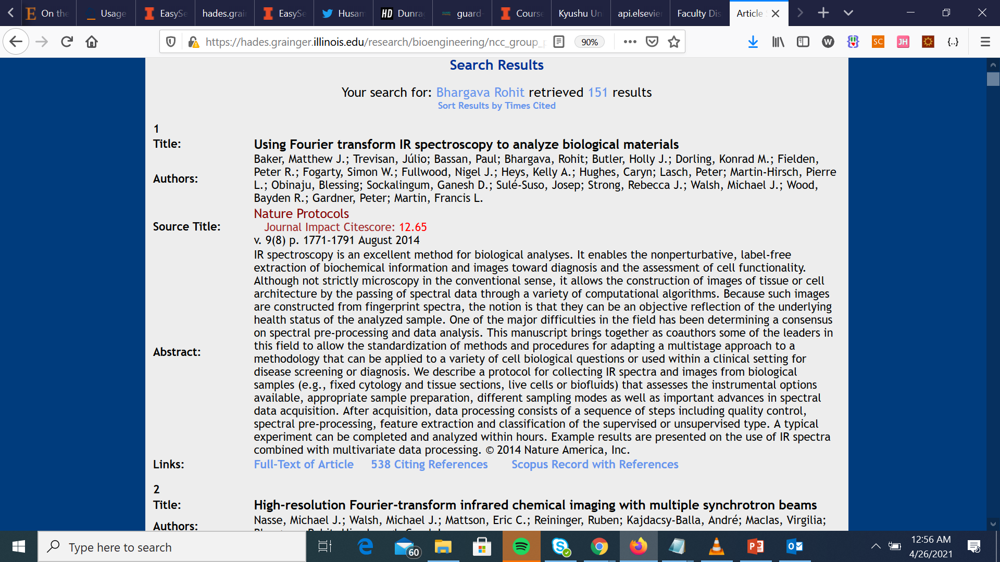 On the
Usage
EasySe
hades.grai
EasySe
Husam
HD
Dunra
guard-
Course
Kyushu Un
api.elsevie
Faculty Dis
Article
https://hades.grainger.illinois.edu/research/bioengineering/ncc_group_p
90%
W
SC
JH
{..}
Search Results
Your search for: Bhargava Rohit retrieved 151 results
Sort Results by Times Cited
1
Title: Using Fourier transform IR spectroscopy to analyze biological materials
Authors: Baker, Matthew J.; Trevisan, Júlio; Bassan, Paul; Bhargava, Rohit; Butler, Holly J.; Dorling, Konrad M.; Fielden,
Peter R.; Fogarty, Simon W.; Fullwood, Nigel J.; Heys, Kelly A.; Hughes, Caryn; Lasch, Peter; Martin-Hirsch, Pierre
L.; Obinaju, Blessing; Sockalingum, Ganesh D.; Sulé-Suso, Josep; Strong, Rebecca J.; Walsh, Michael J.; Wood,
Bayden R.; Gardner, Peter; Martin, Francis L.
Source Title: Nature Protocols
Journal Impact Citescore: 12.65
v. 9(8) p. 1771-1791 August 2014
Abstract: IR spectroscopy is an excellent method for biological analyses. It enables the nonperturbative, label-free
extraction of biochemical information and images toward diagnosis and the assessment of cell functionality.
Although not strictly microscopy in the conventional sense, it allows the construction of images of tissue or cell
architecture by the passing of spectral data through a variety of computational algorithms. Because such images
are constructed from fingerprint spectra, the notion is that they can be an objective reflection of the underlying
health status of the analyzed sample. One of the major difficulties in the field has been determining a consensus
on spectral pre-processing and data analysis. This manuscript brings together as coauthors some of the leaders in
this field to allow the standardization of methods and procedures for adapting a multistage approach to a
methodology that can be applied to a variety of cell biological questions or used within a clinical setting for
disease screening or diagnosis. We describe a protocol for collecting IR spectra and images from biological
samples (e.g., fixed cytology and tissue sections, live cells or biofluids) that assesses the instrumental options
available, appropriate sample preparation, different sampling modes as well as important advances in spectral
data acquisition. After acquisition, data processing consists of a sequence of steps including quality control,
spectral pre-processing, feature extraction and classification of the supervised or unsupervised type. A typical
experiment can be completed and analyzed within hours. Example results are presented on the use of IR spectra
combined with multivariate data processing. © 2014 Nature America, Inc.
Links: Full-Text of Article 538 Citing References Scopus Record with References
2
Title: High-resolution Fourier-transform infrared chemical imaging with multiple synchrotron beams
Authors: Nasse, Michael J.; Walsh, Michael J.; Mattson, Eric C.; Reininger, Ruben; Kajdacsy-Balla, André; MacIas, Virgilia;
Type here to search
60
12:56 AM
4/26/2021